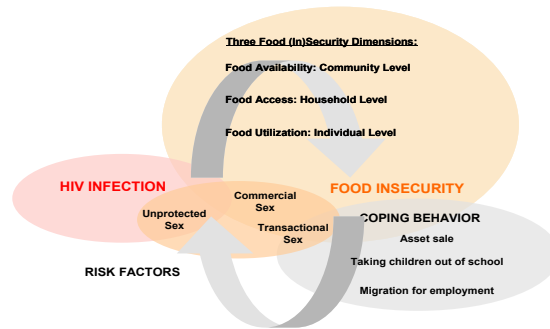 Three Food (In)Security Dimensions:
Food Availability: Community Level
Food Access: Household Level
Food Utilization: Individual Level
HIV INFECTION
FOOD INSECURITY
Commercial
Sex
Unprotected
Sex
Transactional
Sex
COPING BEHAVIOR
Asset sale
Taking children out of school
Migration for employment
RISK FACTORS